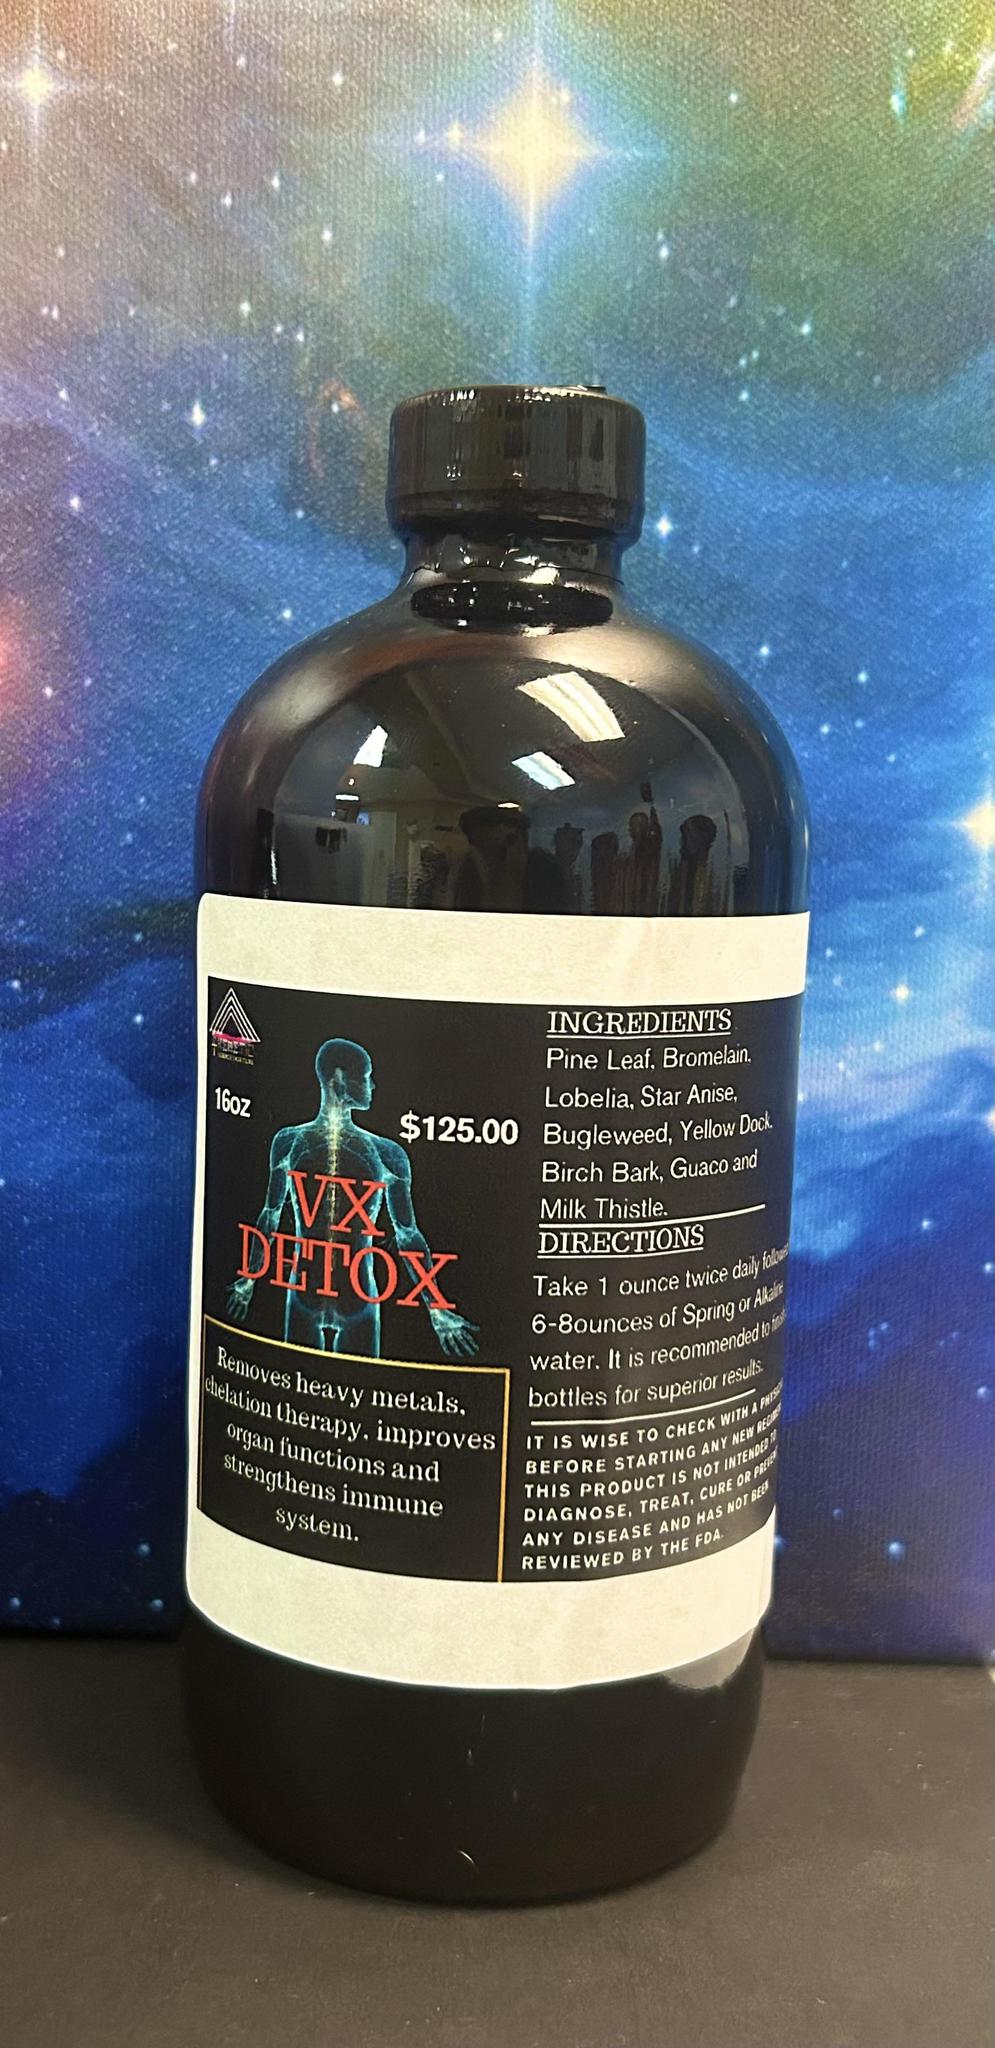 16oz
$125.00
VX
DETOX
Removes heavy metals,
chelation therapy, improves
organ functions and
strengthens immune
system.
INGREDIENTS
Pine Leaf, Bromelain,
Lobelia, Star Anise,
Bugleweed, Yellow Dock,
Birch Bark, Guaco and
Milk Thistle.
DIRECTIONS
Take 1 ounce twice daily
6-8ounces of Spring or Alkaline
water. It is recommended to
bottles for superior results.
IT IS WISE TO CHECK WITH A
BEFORE STARTING ANY NEW
THIS PRODUCT IS NOT INTENDED TO
DIAGNOSE, TREAT, CURE OR
ANY DISEASE AND HAS NOT BEEN
REVIEWED BY THE FDA.